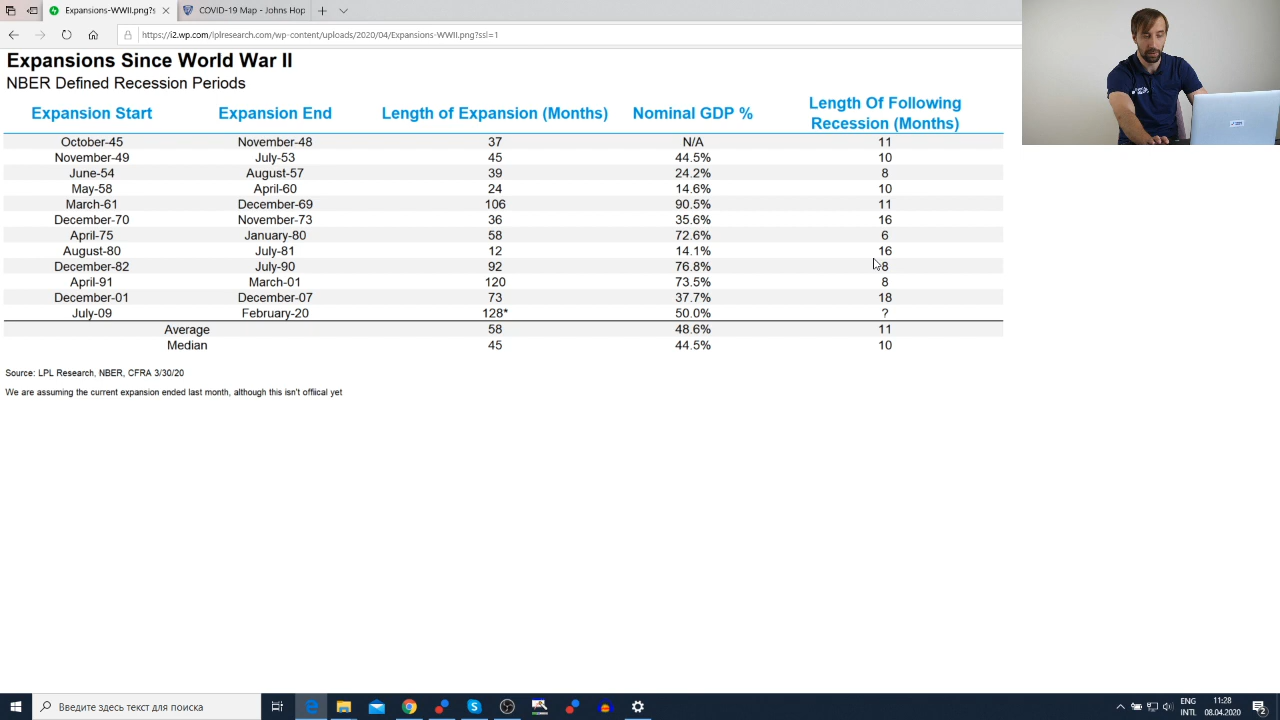 Expansions-WWII.png?s
COVID-19 Map - Johns Hop
https://i2.wp.com/lplresearch.com/wp-content/uploads/2020/04/Expansions-WWII.png?ssl=1
Expansions Since World War II
NBER Defined Recession Periods
Expansion Start Expansion End Length of Expansion (Months) Nominal GDP % Length Of Following Recession (Months)
October-45 November-48 37 N/A 11
November-49 July-53 45 44.5% 10
June-54 August-57 39 24.2% 8
May-58 April-60 24 14.6% 10
March-61 December-69 106 90.5% 11
December-70 November-73 36 35.6% 16
April-75 January-80 58 72.6% 6
August-80 July-81 12 14.1% 16
December-82 July-90 92 76.8% 8
April-91 March-01 120 73.5% 8
December-01 December-07 73 37.7% 18
July-09 February-20 128* 50.0% ?
Average 58 48.6% 11
Median 45 44.5% 10
Source: LPL Research, NBER, CFRA 3/30/20
We are assuming the current expansion ended last month, although this isn't offiical yet
Введите здесь текст для поиска
ENG 11:28
INTL 08.04.2020
2